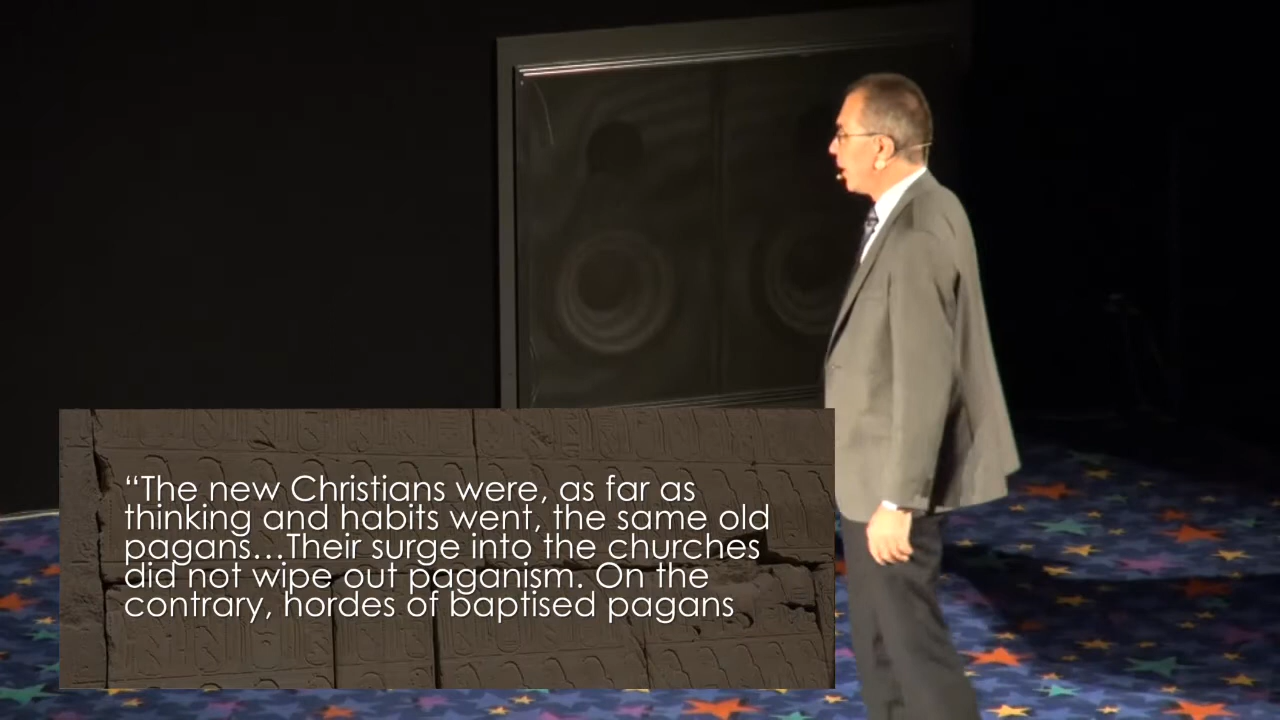 “The new Christians were, as far as
thinking and habits went, the same old
pagans...Their surge into the churches
did not wipe out paganism. On the
contrary, hordes of baptised pagans